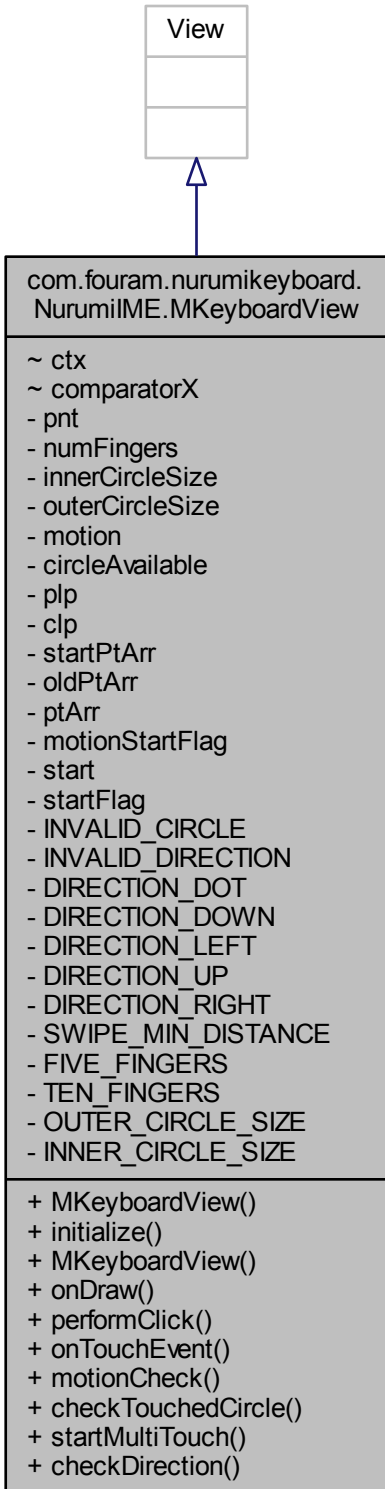 View
com.fouram.nurumikeyboard.
NurumiIME.MKeyboardView
~ ctx
~ comparatorX
- pnt
- numFingers
- innerCircleSize
- outerCircleSize
- motion
- circleAvailable
- plp
- clp
- startPtArr
- oldPtArr
- ptArr
- motionStartFlag
- start
- startFlag
- INVALID_CIRCLE
- INVALID_DIRECTION
- DIRECTION_DOT
- DIRECTION_DOWN
- DIRECTION_LEFT
- DIRECTION_UP
- DIRECTION_RIGHT
- SWIPE_MIN_DISTANCE
- FIVE_FINGERS
- TEN_FINGERS
- OUTER_CIRCLE_SIZE
- INNER_CIRCLE_SIZE
+ MKeyboardView()
+ initialize()
+ MKeyboardView()
+ onDraw()
+ performClick()
+ onTouchEvent()
+ motionCheck()
+ checkTouchedCircle()
+ startMultiTouch()
+ checkDirection()